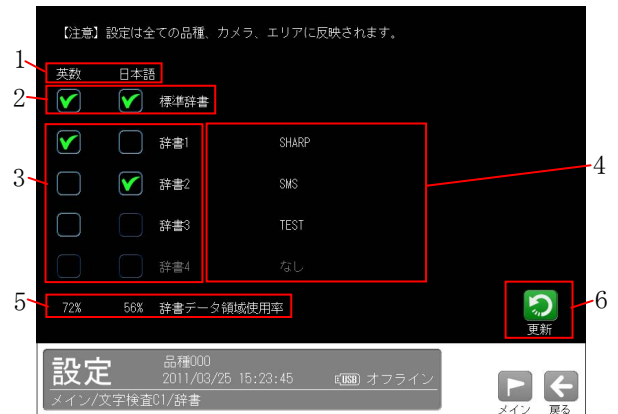 【注意】設定は全ての品種、カメラ、エリアに反映されます。
1
英数 日本語
2
標準辞書
辞書1 SHARP
3
辞書2 SMS
4
辞書3 TEST
辞書4 なし
5
72% 56% 辞書データ領域使用率
6
更新
設定
品種000
2011/03/25 15:23:45 USB オフライン
メイン/文字検査01/辞書
メイン 戻る